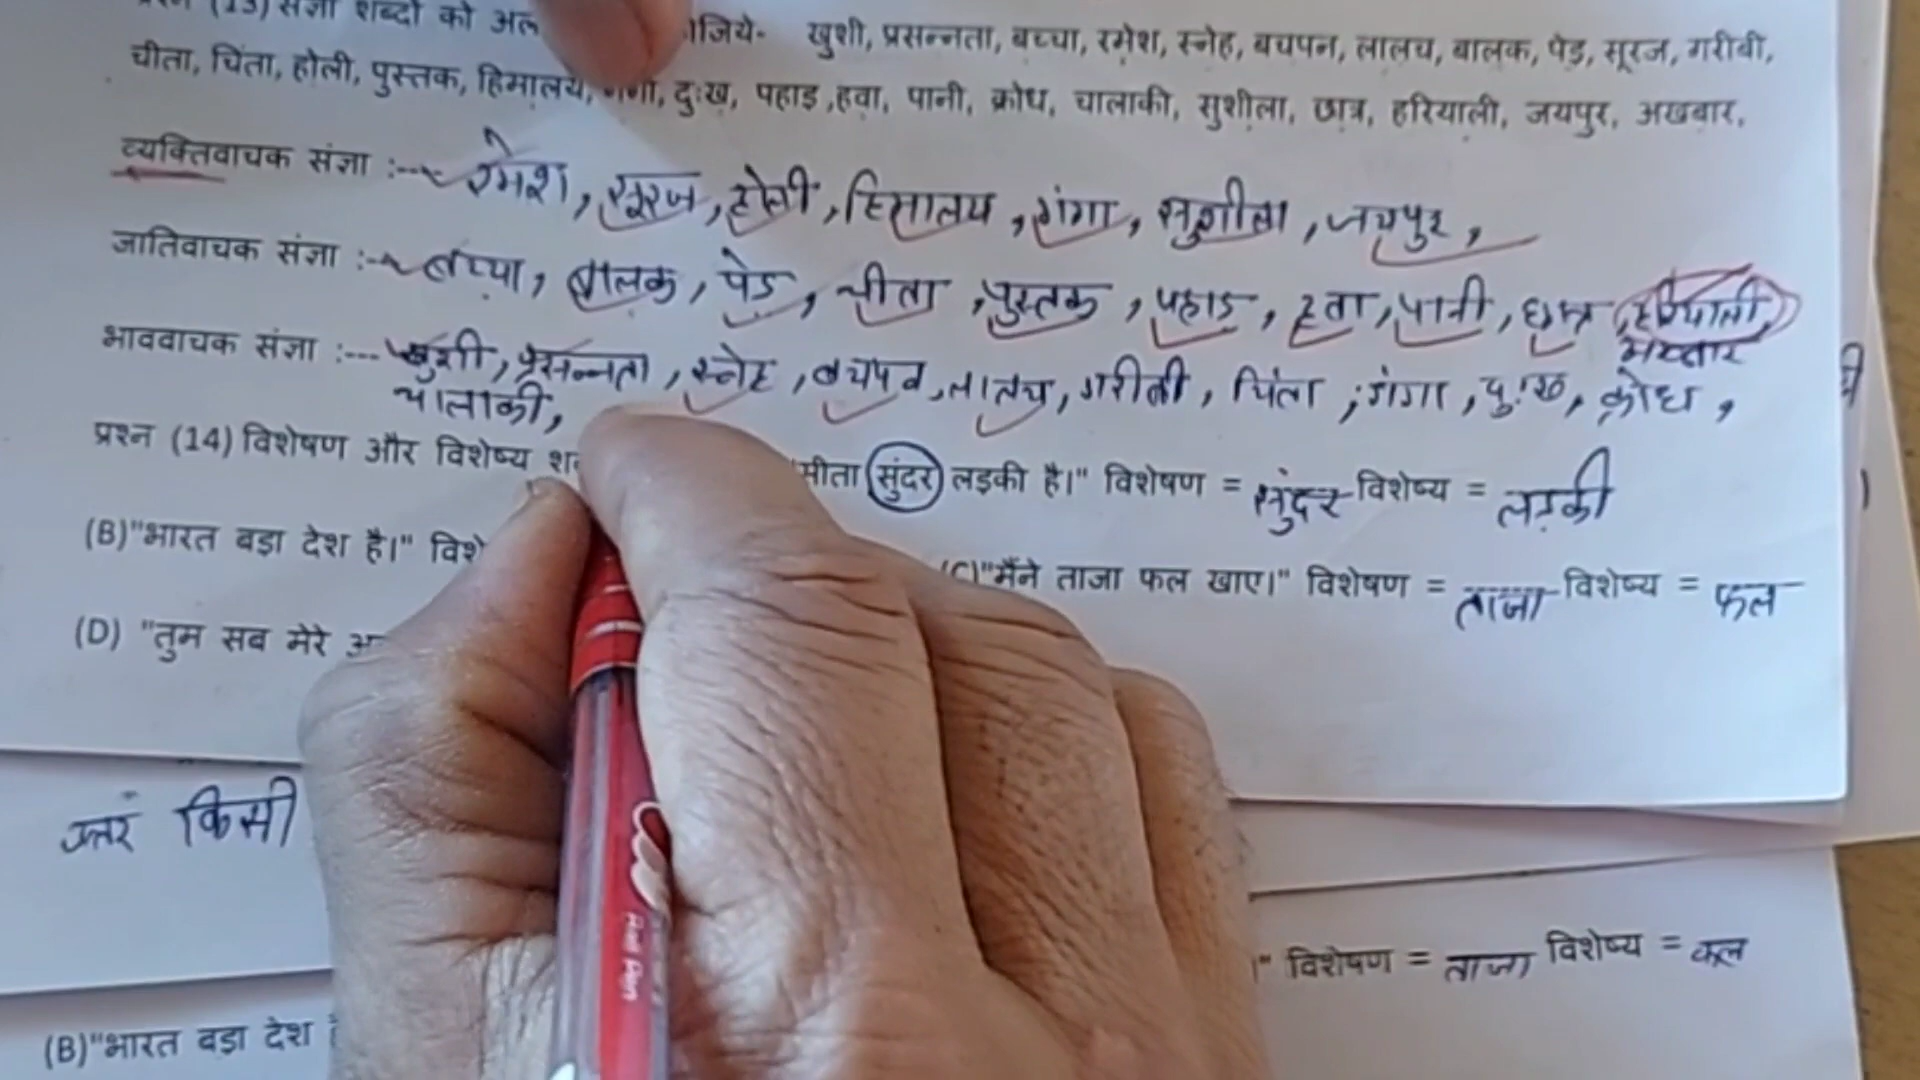 (13) संज्ञा शब्दों को अल जिये- खुशी, प्रसन्नता, बच्चा, रमेश, स्नेह, बचपन, लालच, बालक, पेड़, सूरज, गरीबी,
चीता, चिंता, होली, पुस्तक, हिमालय, गंगा, दुःख, पहाड़ ,हवा, पानी, क्रोध, चालाकी, सुशीला, छात्र, हरियाली, जयपुर, अखबार,
व्यक्तिवाचक संज्ञा :-- रमेश, सूरज, होली, हिमालय, गंगा, सुशीला, जयपुर,
जातिवाचक संज्ञा :-- बच्चा, बालक, पेड़, चीता, पुस्तक, पहाड़, हवा, पानी, छात्र, हरियाली,
भाववाचक संज्ञा :--- खुशी, प्रसन्नता, स्नेह, बचपन, लालच, गरीबी, चिंता, गंगा, दुःख, क्रोध,
चालाकी,
प्रश्न (14) विशेषण और विशेष्य सीता सुंदर लड़की है।" विशेषण = सुंदर विशेष्य = लड़की
(B)"भारत बड़ा देश है।" विशे (C)"मैंने ताजा फल खाए।" विशेषण = ताजा विशेष्य = फल
(D) "तुम सब मेरे
उत्तर किसी
विशेषण = ताजा विशेष्य = फल
(B)"भारत बड़ा देश